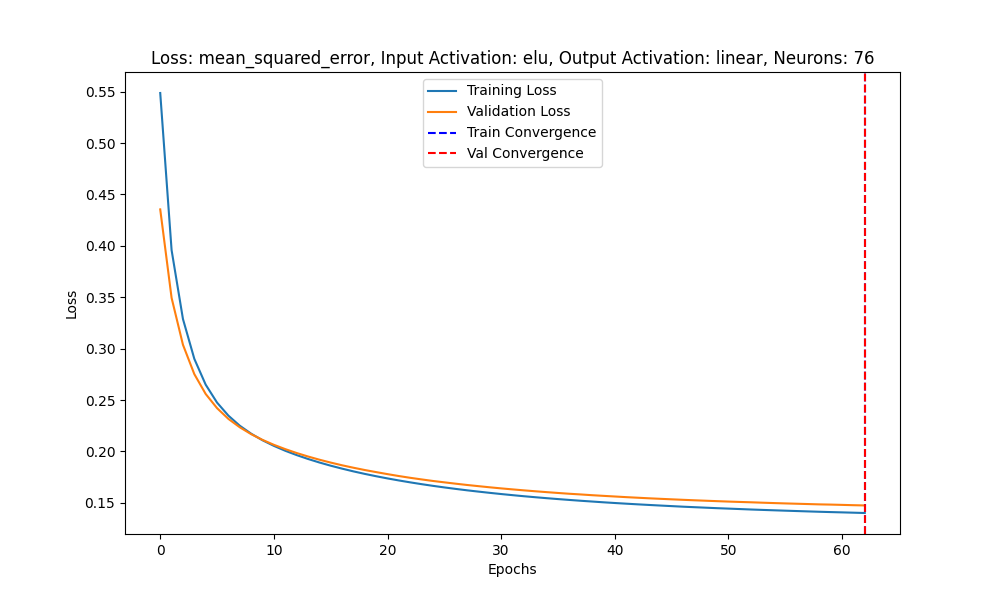 Loss: mean_squared_error, Input Activation: elu, Output Activation: linear, Neurons: 76
Training Loss
Validation Loss
Train Convergence
Val Convergence
0.55
0.50
0.45
0.40
0.35
0.30
0.25
0.20
0.15
Loss
0 10 20 30 40 50 60
Epochs